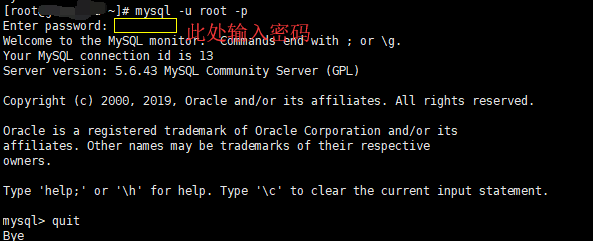 [root@ ~]# mysql -u root -p
Enter password: 此处输入密码
Welcome to the MySQL monitor. Commands end with ; or \g.
Your MySQL connection id is 13
Server version: 5.6.43 MySQL Community Server (GPL)
Copyright (c) 2000, 2019, Oracle and/or its affiliates. All rights reserved.
Oracle is a registered trademark of Oracle Corporation and/or its
affiliates. Other names may be trademarks of their respective
owners.
Type 'help;' or '\h' for help. Type '\c' to clear the current input statement.
mysql> quit
Bye